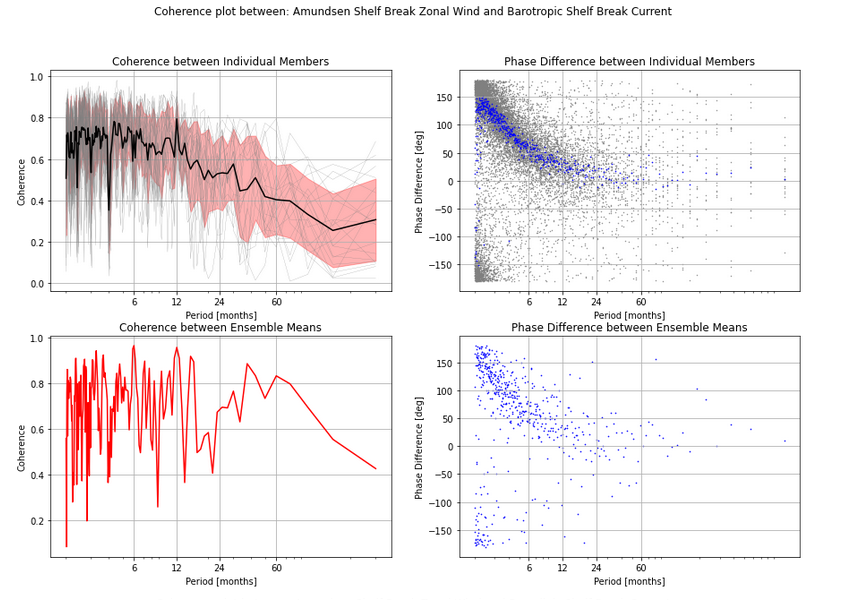 Coherence plot between: Amundsen Shelf Break Zonal Wind and Barotropic Shelf Break Current
Coherence between Individual Members
1.0
0.8
0.6
0.4
0.2
0.0
Coherence
6 12 24 60
Period [months]
Phase Difference between Individual Members
150
100
50
0
−50
−100
−150
Phase Difference [deg]
6 12 24 60
Period [months]
Coherence between Ensemble Means
1.0
0.8
0.6
0.4
0.2
Coherence
6 12 24 60
Period [months]
Phase Difference between Ensemble Means
150
100
50
0
−50
−100
−150
Phase Difference [deg]
6 12 24 60
Period [months]